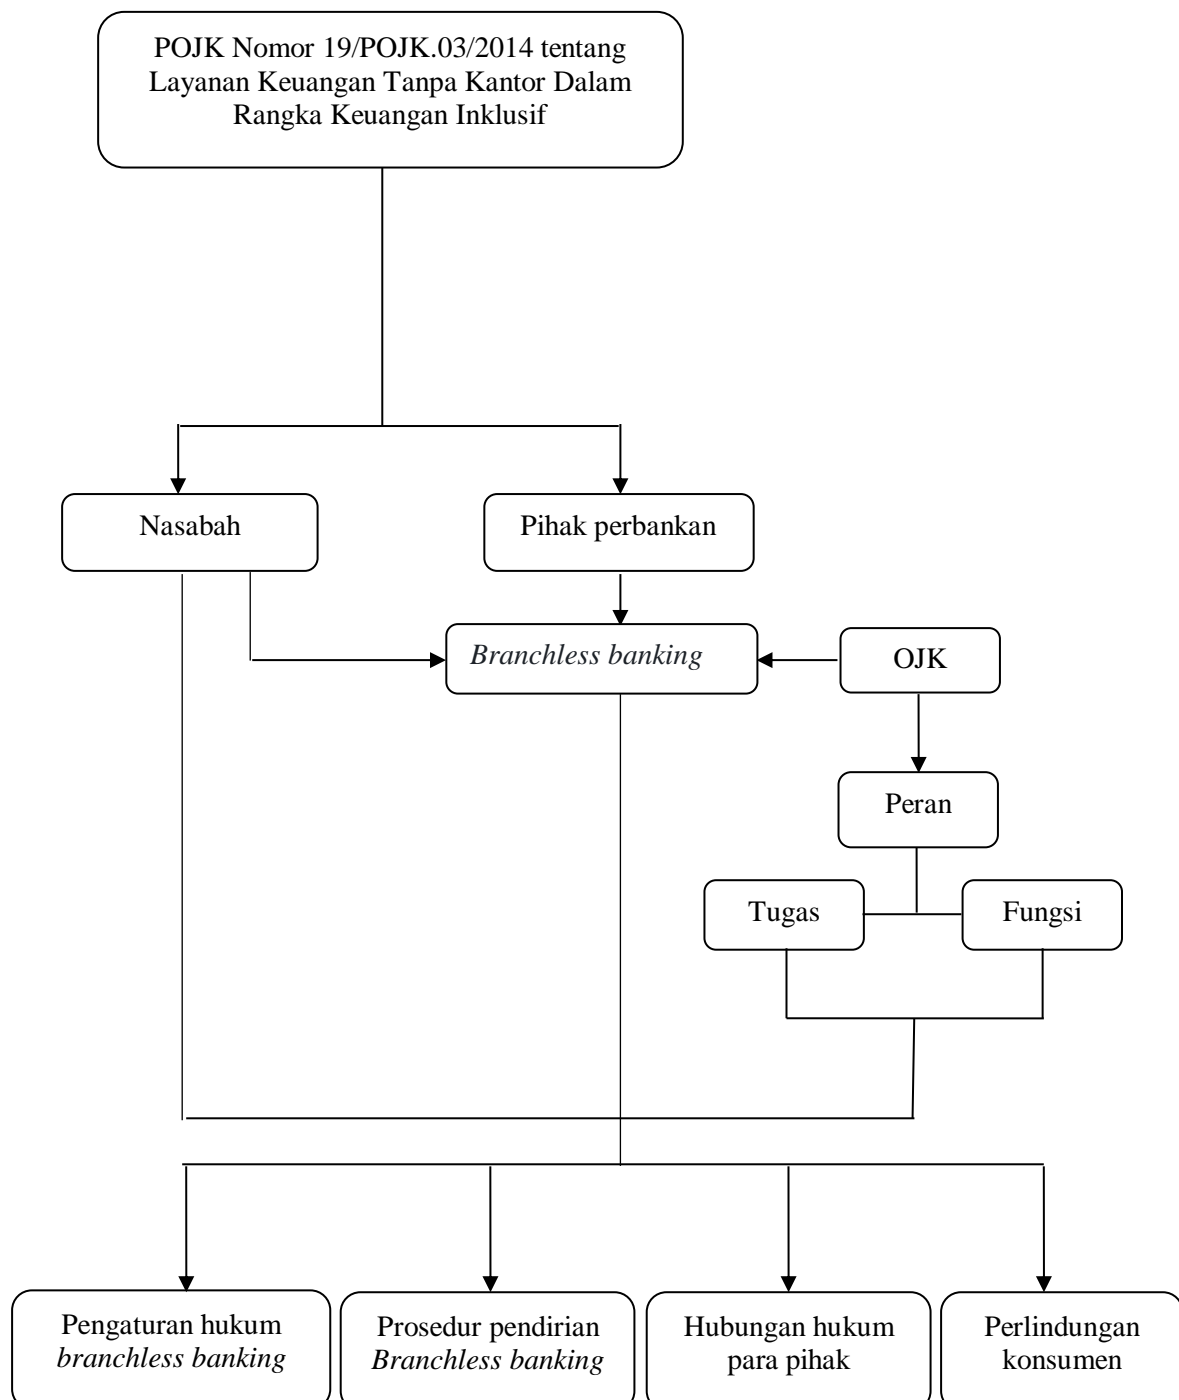 POJK Nomor 19/POJK.03/2014 tentang
Layanan Keuangan Tanpa Kantor Dalam
Rangka Keuangan Inklusif
Nasabah
Pihak perbankan
Branchless banking
OJK
Peran
Tugas
Fungsi
Pengaturan hukum
branchless banking
Prosedur pendirian
Branchless banking
Hubungan hukum
para pihak
Perlindungan
konsumen